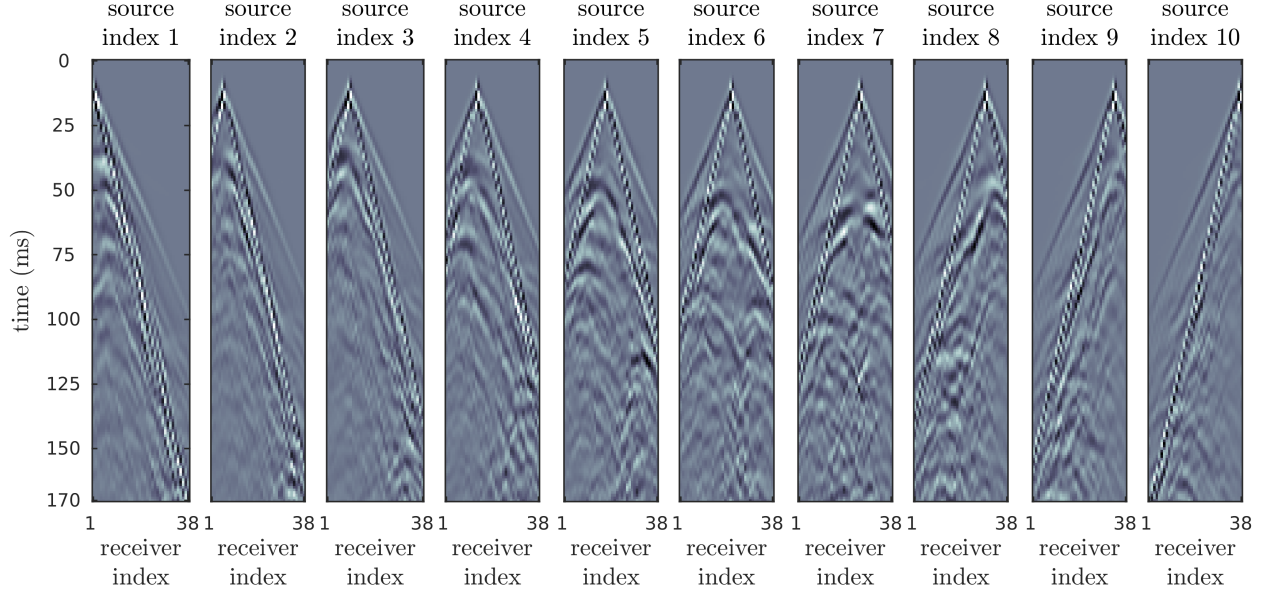 source source source source source source source source source source
index 1 index 2 index 3 index 4 index 5 index 6 index 7 index 8 index 9 index 10
0
25
50
75
100
125
150
170
time (ms)
1 38 1 38 1 38 1 38 1 38 1 38 1 38 1 38 1 38 1 38
receiver receiver receiver receiver receiver receiver receiver receiver receiver receiver
index index index index index index index index index index